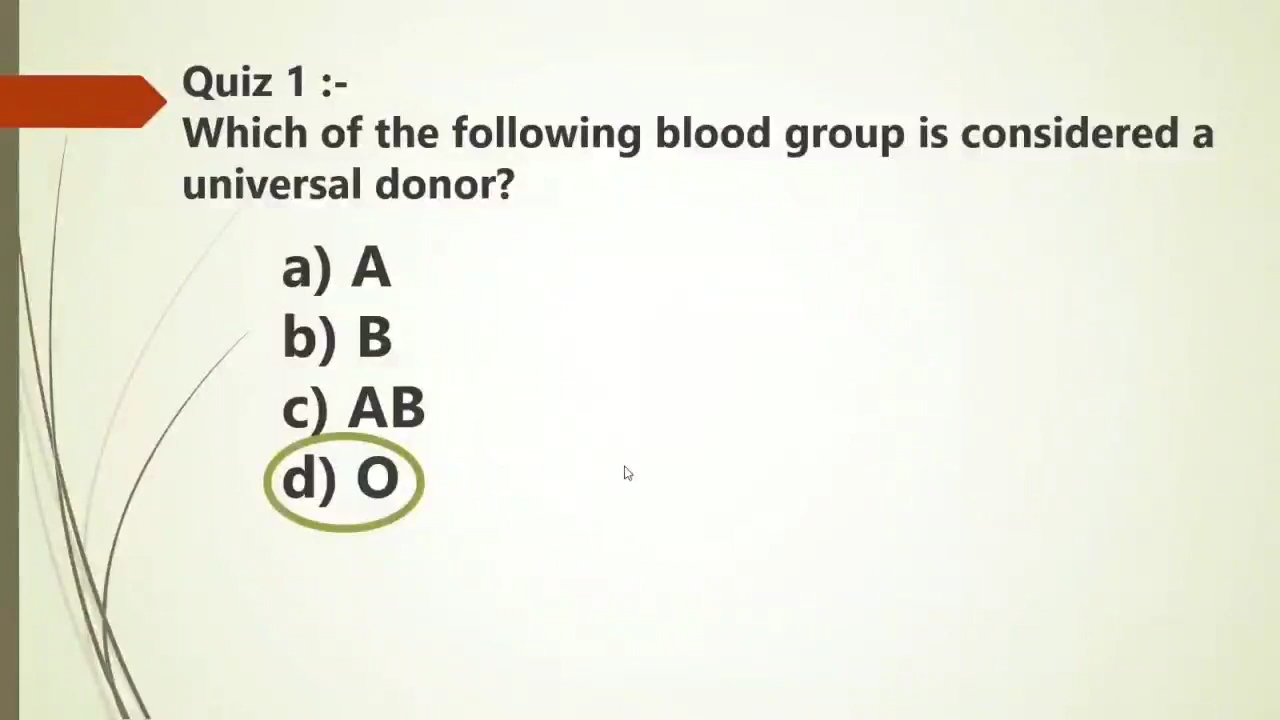 Quiz 1 :-
Which of the following blood group is considered a
universal donor?
a) A
b) B
c) AB
d) O